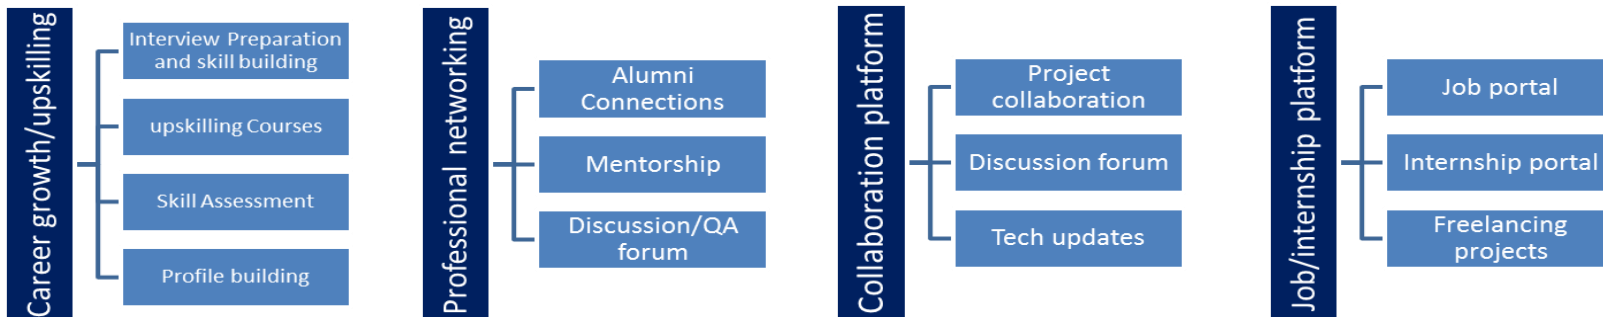 Career growth/upskilling
Interview Preparation
and skill building
upskilling Courses
Skill Assessment
Profile building
Professional networking
Alumni
Connections
Mentorship
Discussion/QA
forum
Collaboration platform
Project
collaboration
Discussion forum
Tech updates
Job/internship platform
Job portal
Internship portal
Freelancing
projects